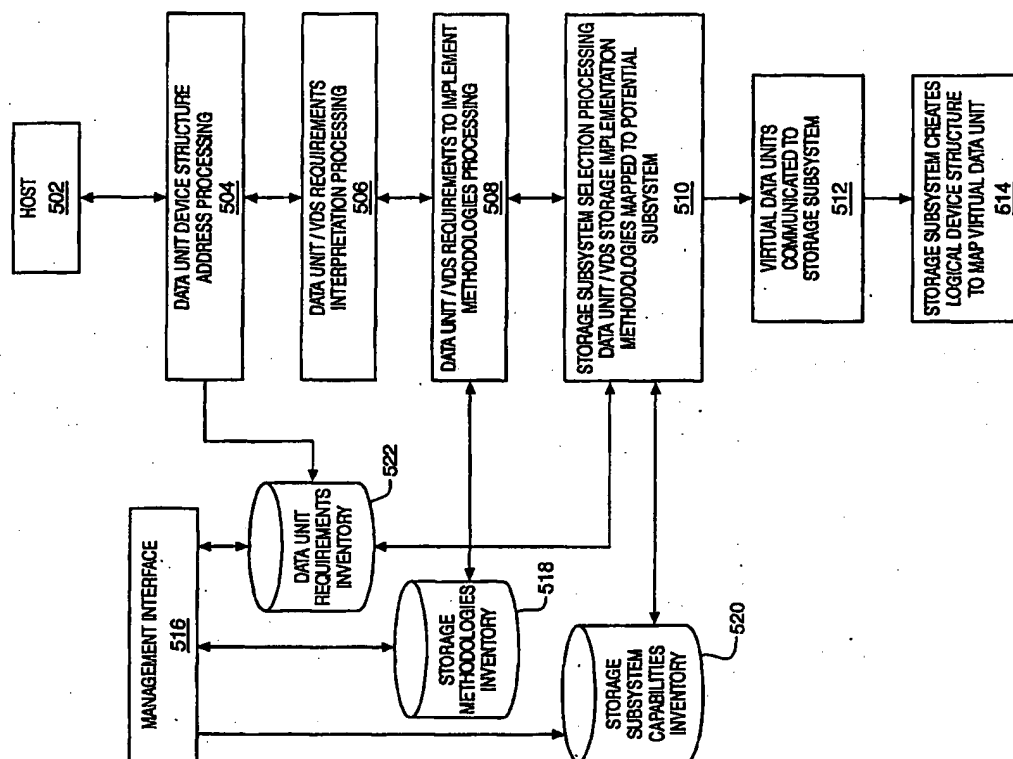 HOST
502
DATA UNIT DEVICE STRUCTURE
ADDRESS PROCESSING
504
DATA UNIT / VDS REQUIREMENTS
INTERPRETATION PROCESSING
506
DATA UNIT / VDS REQUIREMENTS TO IMPLEMENT
METHODOLOGIES PROCESSING
508
STORAGE SUBSYSTEM SELECTION PROCESSING
DATA UNIT / VDS STORAGE IMPLEMENTATION
METHODOLOGIES MAPPED TO POTENTIAL
SUBSYSTEM
510
VIRTUAL DATA UNITS
COMMUNICATED TO
STORAGE SUBSYSTEM
512
STORAGE SUBSYSTEM CREATES
LOGICAL DEVICE STRUCTURE
TO MAP VIRTUAL DATA UNIT
514
MANAGEMENT INTERFACE
516
DATA UNIT
REQUIREMENTS
INVENTORY
522
STORAGE
METHODOLOGIES
INVENTORY
518
STORAGE
SUBSYSTEM
CAPABILITIES
INVENTORY
520